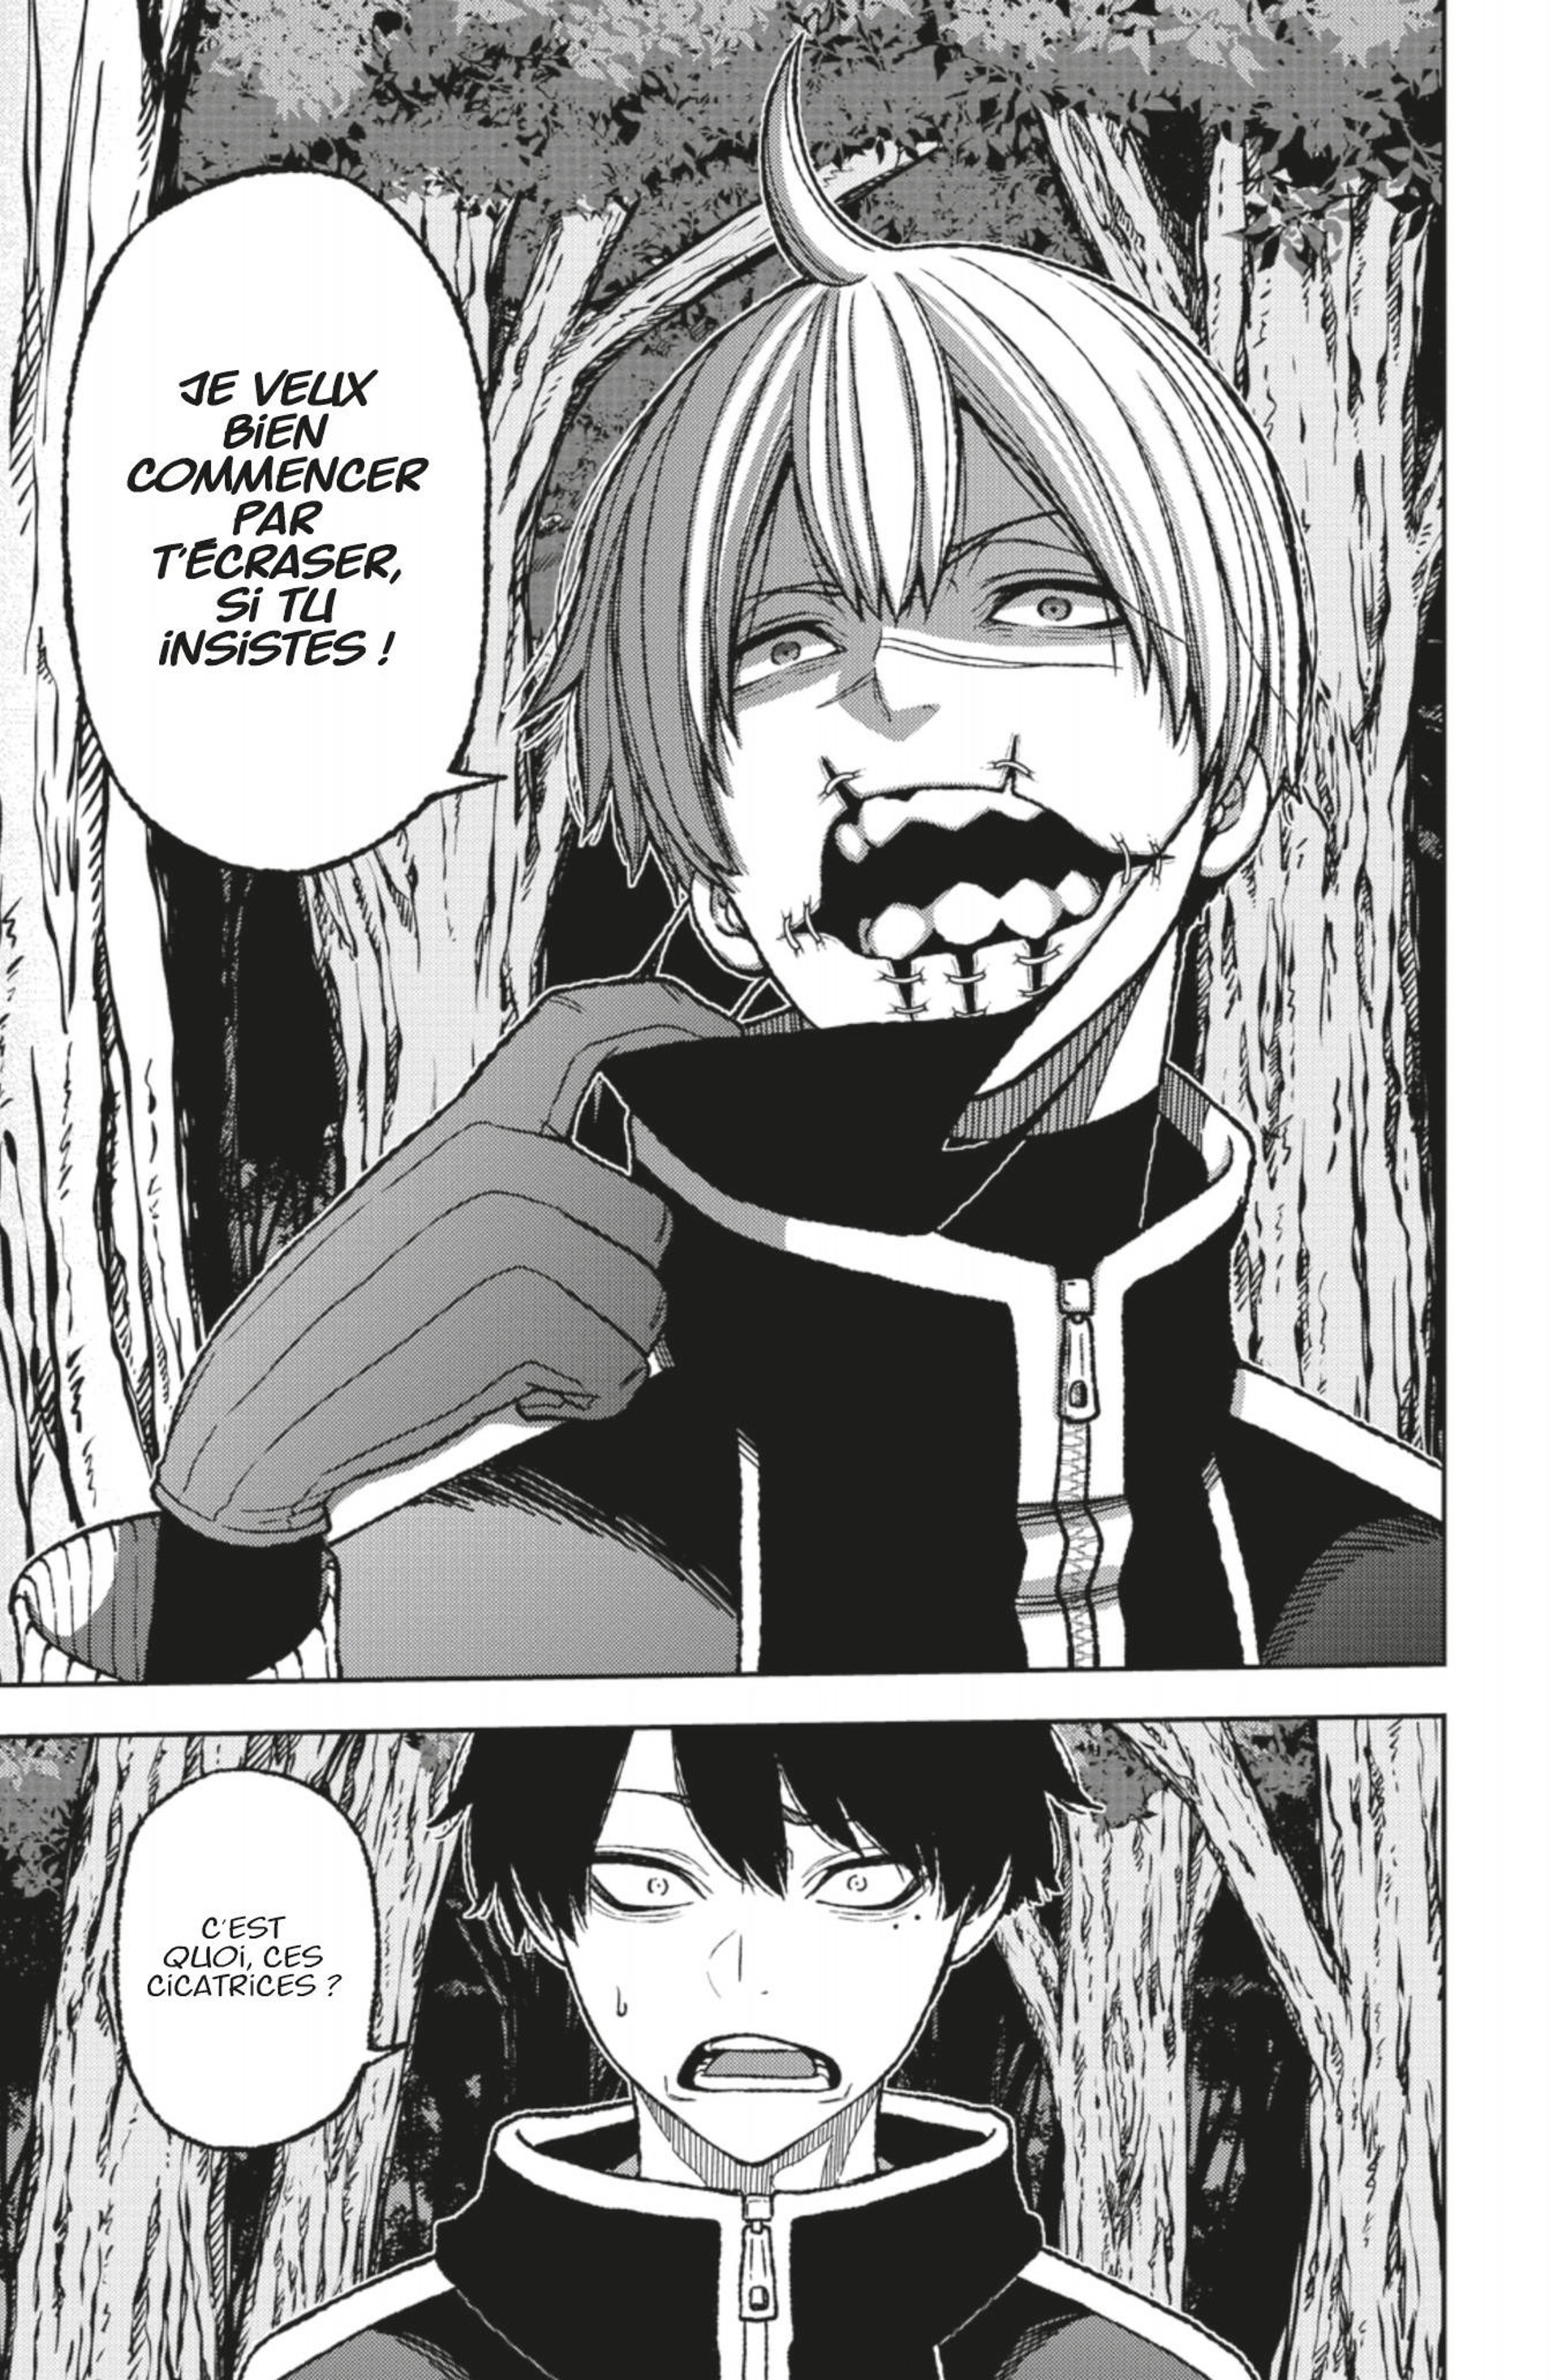 JE VEUX
BiEN
COMMENCER
PAR
T'ÉCRASER,
Si TU
iNSiSTES !
C'EST
QUOi, CES
CiCATRiCES ?